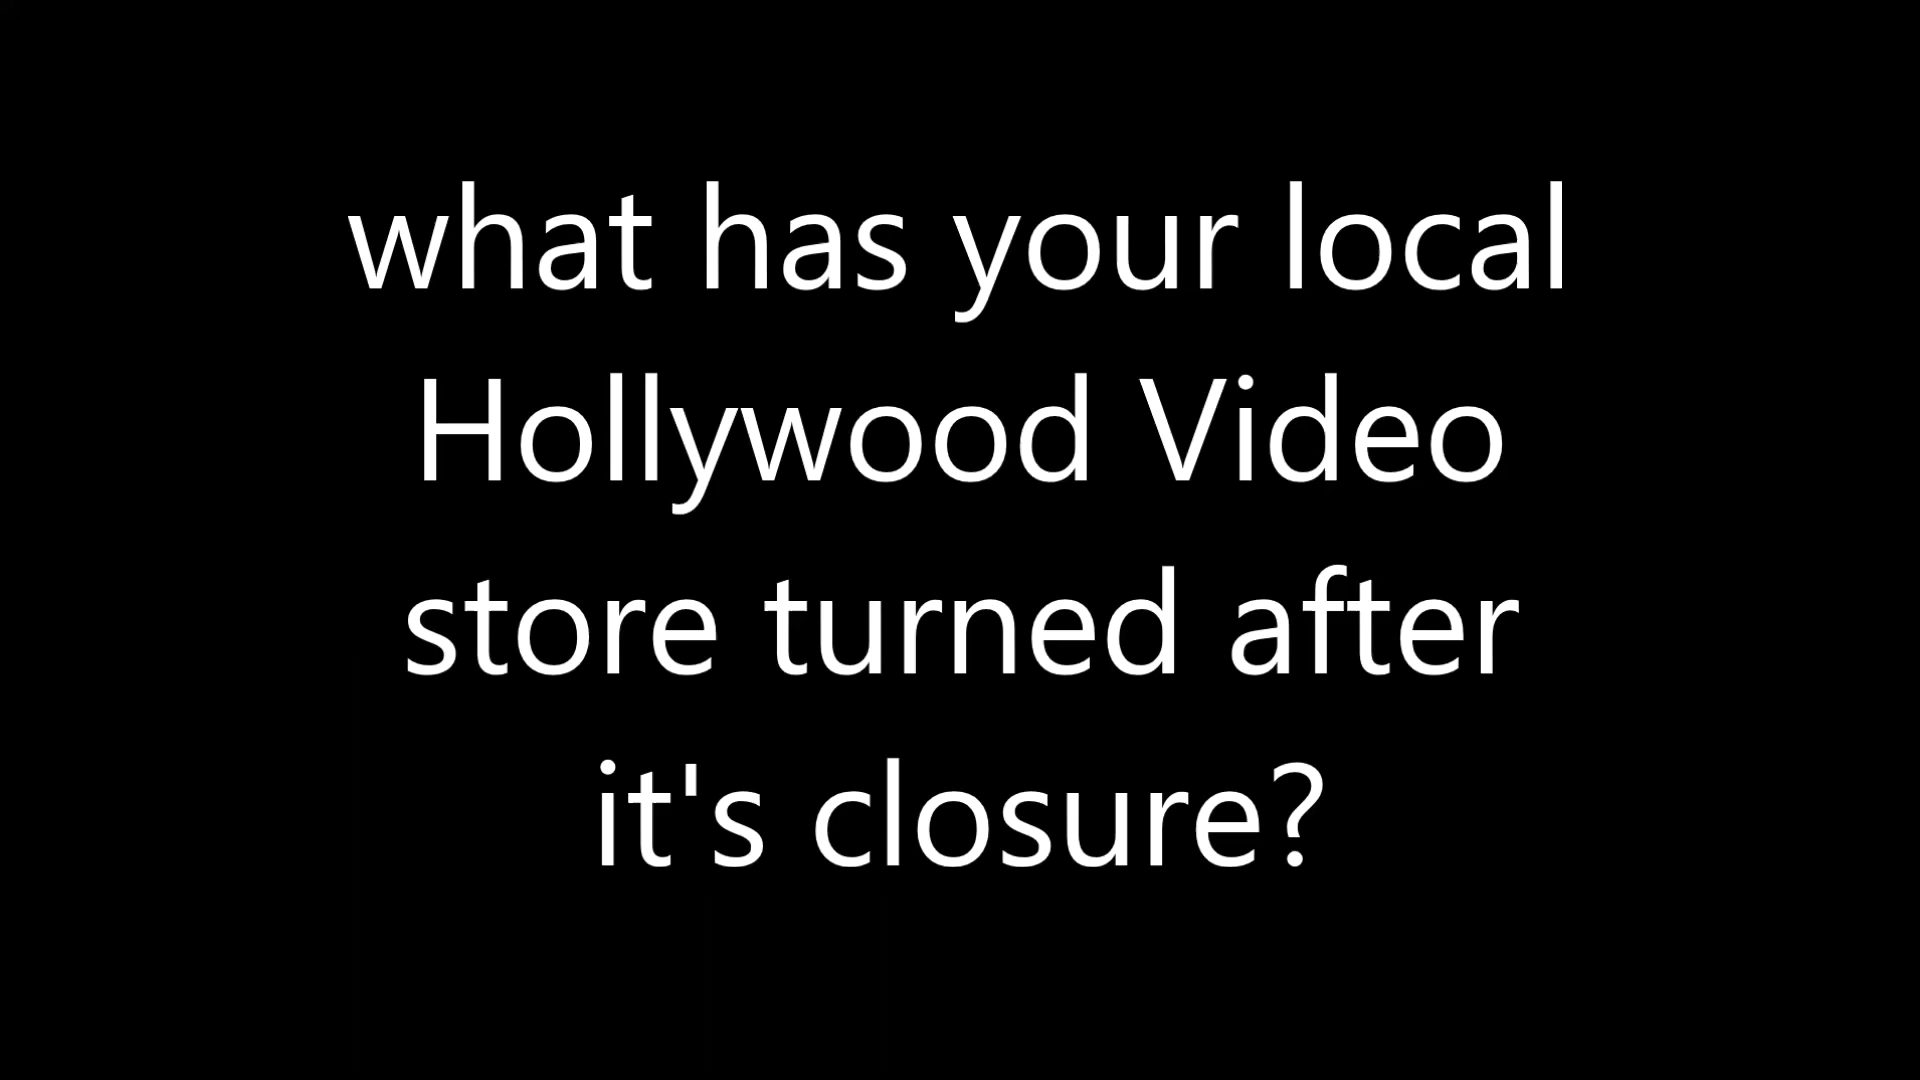 what has your local
Hollywood Video
store turned after
it's closure?